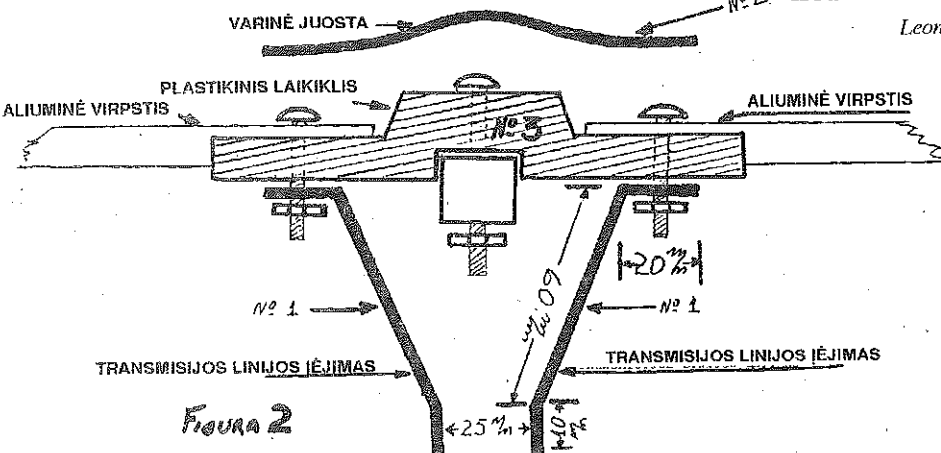 VARINĖ JUOSTA
Leon
PLASTIKINIS LAIKIKLIS
ALIUMINĖ VIRPSTIS
ALIUMINĖ VIRPSTIS
Nº 3
20 m/m
60 m/m
Nº 1
Nº 1
TRANSMISIJOS LINIJOS ĮĖJIMAS
TRANSMISIJOS LINIJOS ĮĖJIMAS
FIGURA 2
25 m/m
10 m/m